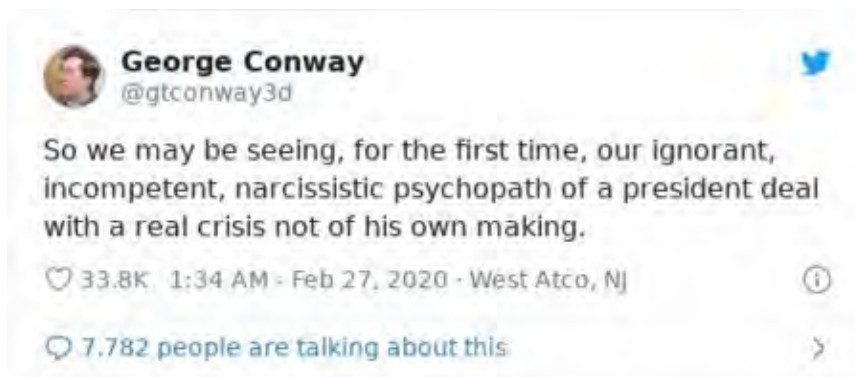 George Conway
@gtconway3d
So we may be seeing, for the first time, our ignorant,
incompetent, narcissistic psychopath of a president deal
with a real crisis not of his own making.
33.8K 1:34 AM - Feb 27, 2020 · West Atco, NJ
7.782 people are talking about this